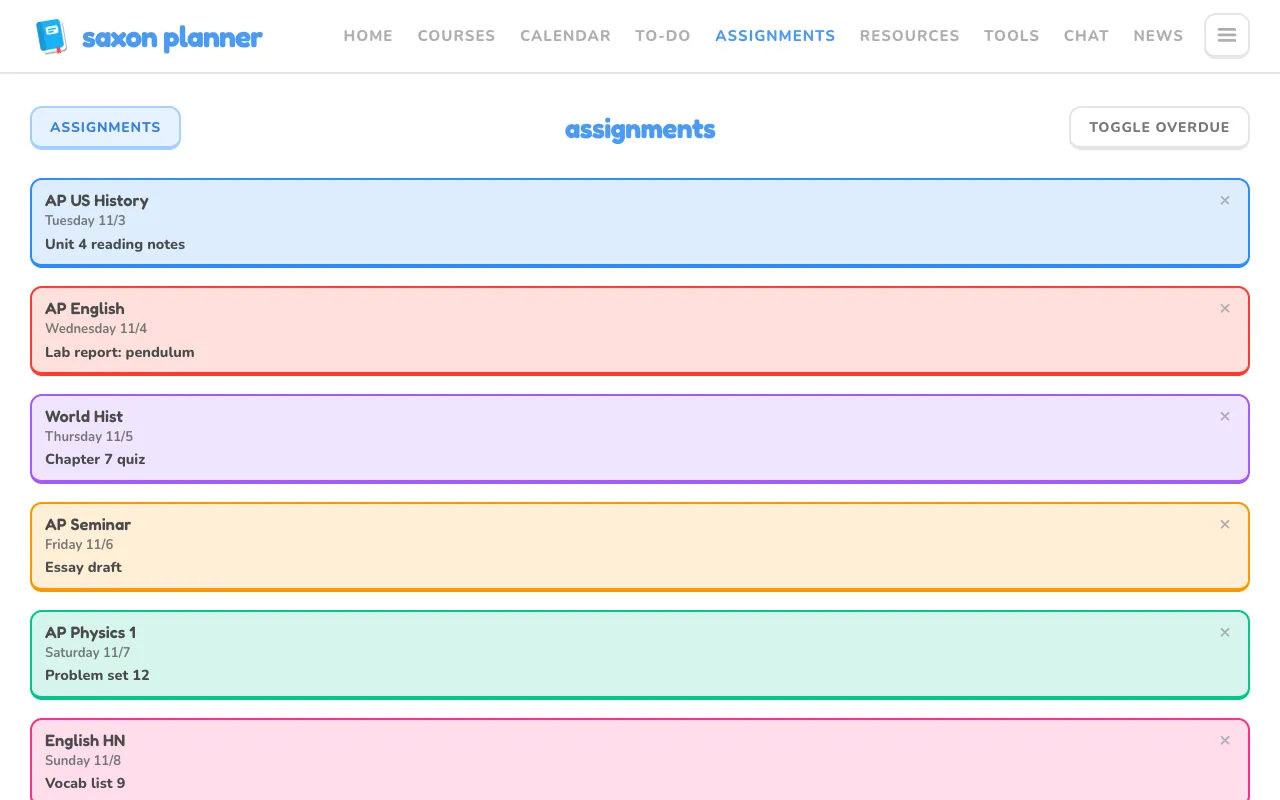 saxon planner
HOME COURSES CALENDAR TO-DO ASSIGNMENTS RESOURCES TOOLS CHAT NEWS
ASSIGNMENTS
assignments
TOGGLE OVERDUE
AP US History
Tuesday 11/3
Unit 4 reading notes
AP English
Wednesday 11/4
Lab report: pendulum
World Hist
Thursday 11/5
Chapter 7 quiz
AP Seminar
Friday 11/6
Essay draft
AP Physics 1
Saturday 11/7
Problem set 12
English HN
Sunday 11/8
Vocab list 9